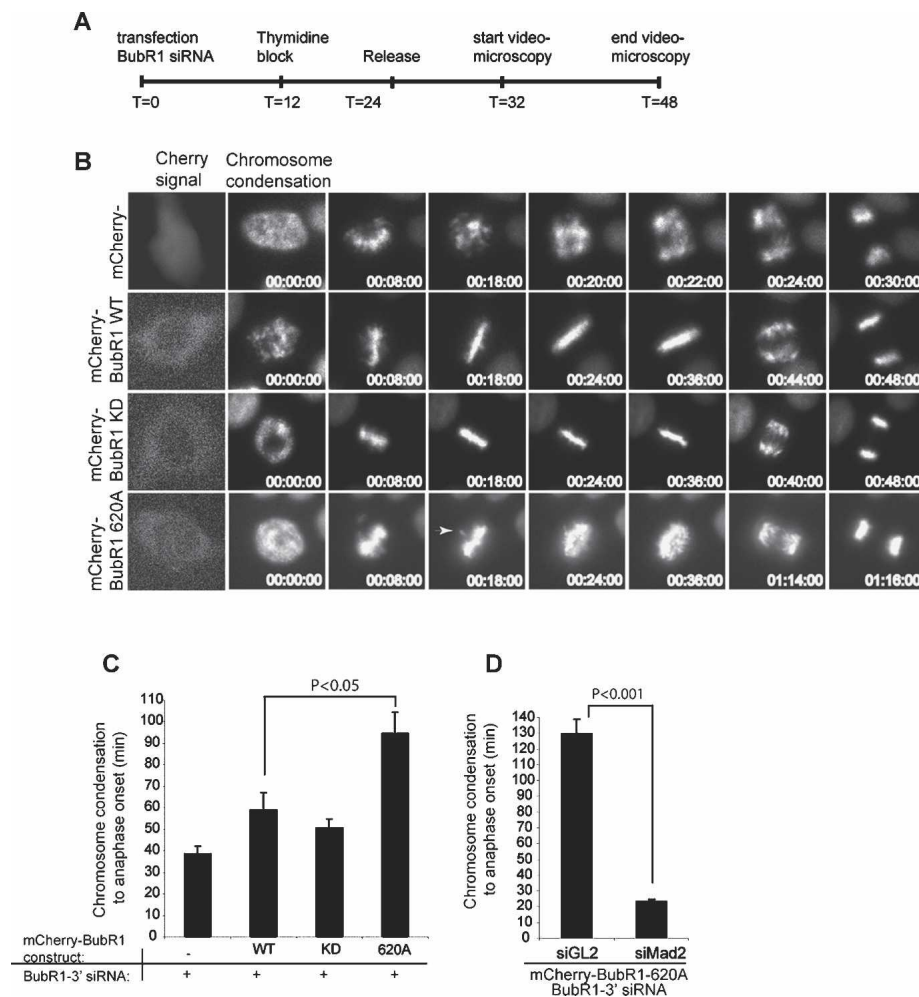 A
transfection
BubR1 siRNA
Thymidine
block
Release
start video-
microscopy
end video-
microscopy
T=0
T=12
T=24
T=32
T=48
B
Cherry
signal
Chromosome
condensation
mCherry-
00:00:00
00:08:00
00:18:00
00:20:00
00:22:00
00:24:00
00:30:00
mCherry-
BubR1 WT
00:00:00
00:08:00
00:18:00
00:24:00
00:36:00
00:44:00
00:48:00
mCherry-
BubR1 KD
00:00:00
00:08:00
00:18:00
00:24:00
00:36:00
00:40:00
00:48:00
mCherry-
BubR1 620A
00:00:00
00:08:00
00:18:00
00:24:00
00:36:00
01:14:00
01:16:00
C
P<0.05
Chromosome condensation
to anaphase onset (min)
110
100
90
80
70
60
50
40
30
20
10
0
mCherry-BubR1
construct:
- WT KD 620A
BubR1-3' siRNA: + + + +
D
P<0.001
Chromosome condensation
to anaphase onset (min)
140
130
120
110
100
90
80
70
60
50
40
30
20
10
0
siGL2 siMad2
mCherry-BubR1-620A
BubR1-3' siRNA